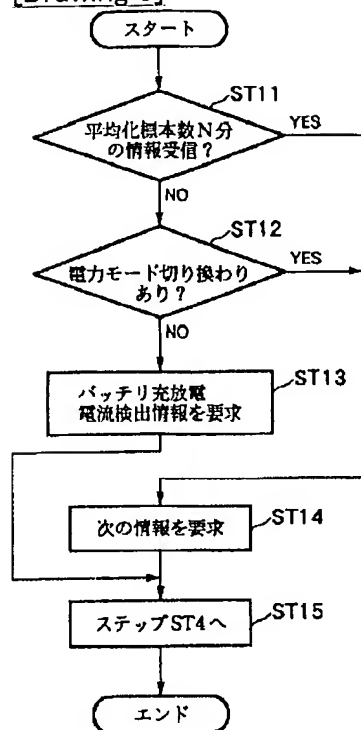 スタート
ST11
平均化標本数N分
の情報受信?
YES
NO
ST12
電力モード切り換わり
あり?
YES
NO
ST13
バッテリ充放電
電流検出情報を要求
ST14
次の情報を要求
ST15
ステップST4へ
エンド